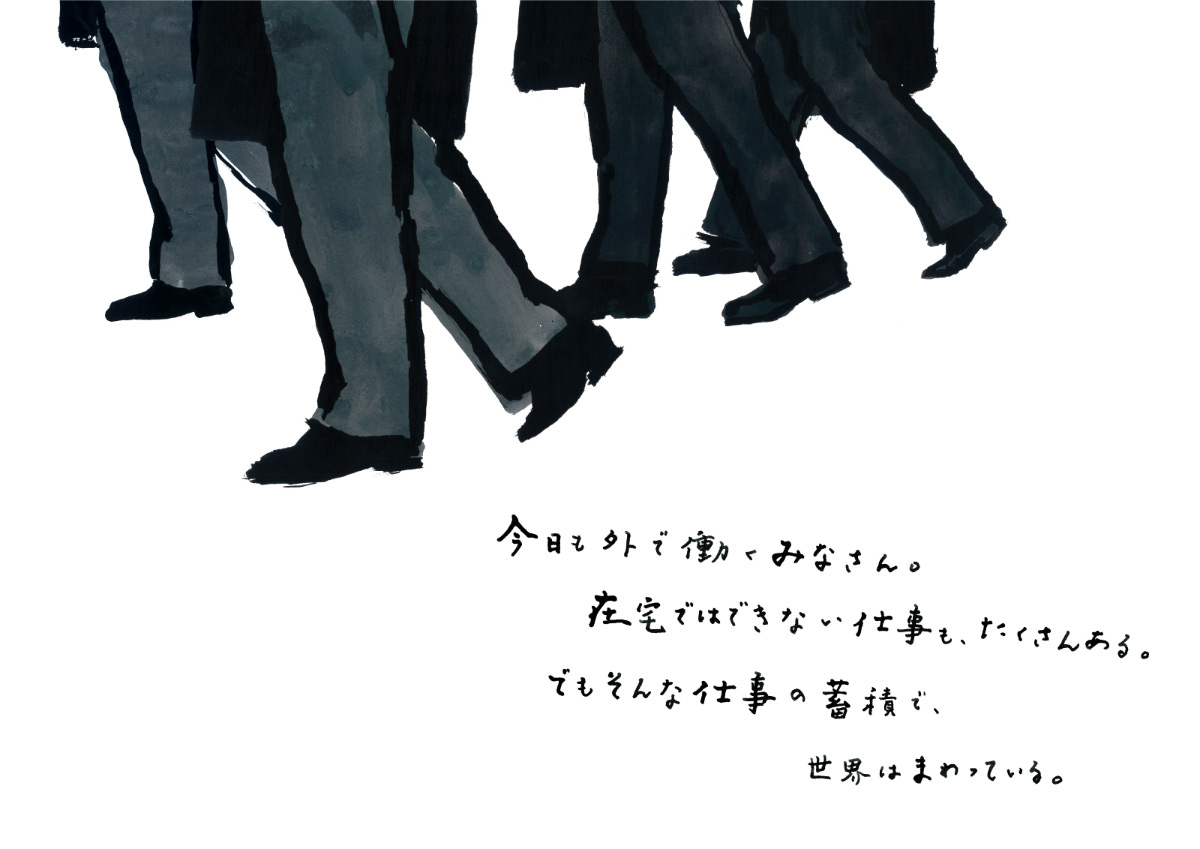 今日も外で働くみなさん。
在宅ではできない仕事も、たくさんある。
でもそんな仕事の蓄積で、
世界はまわっている。